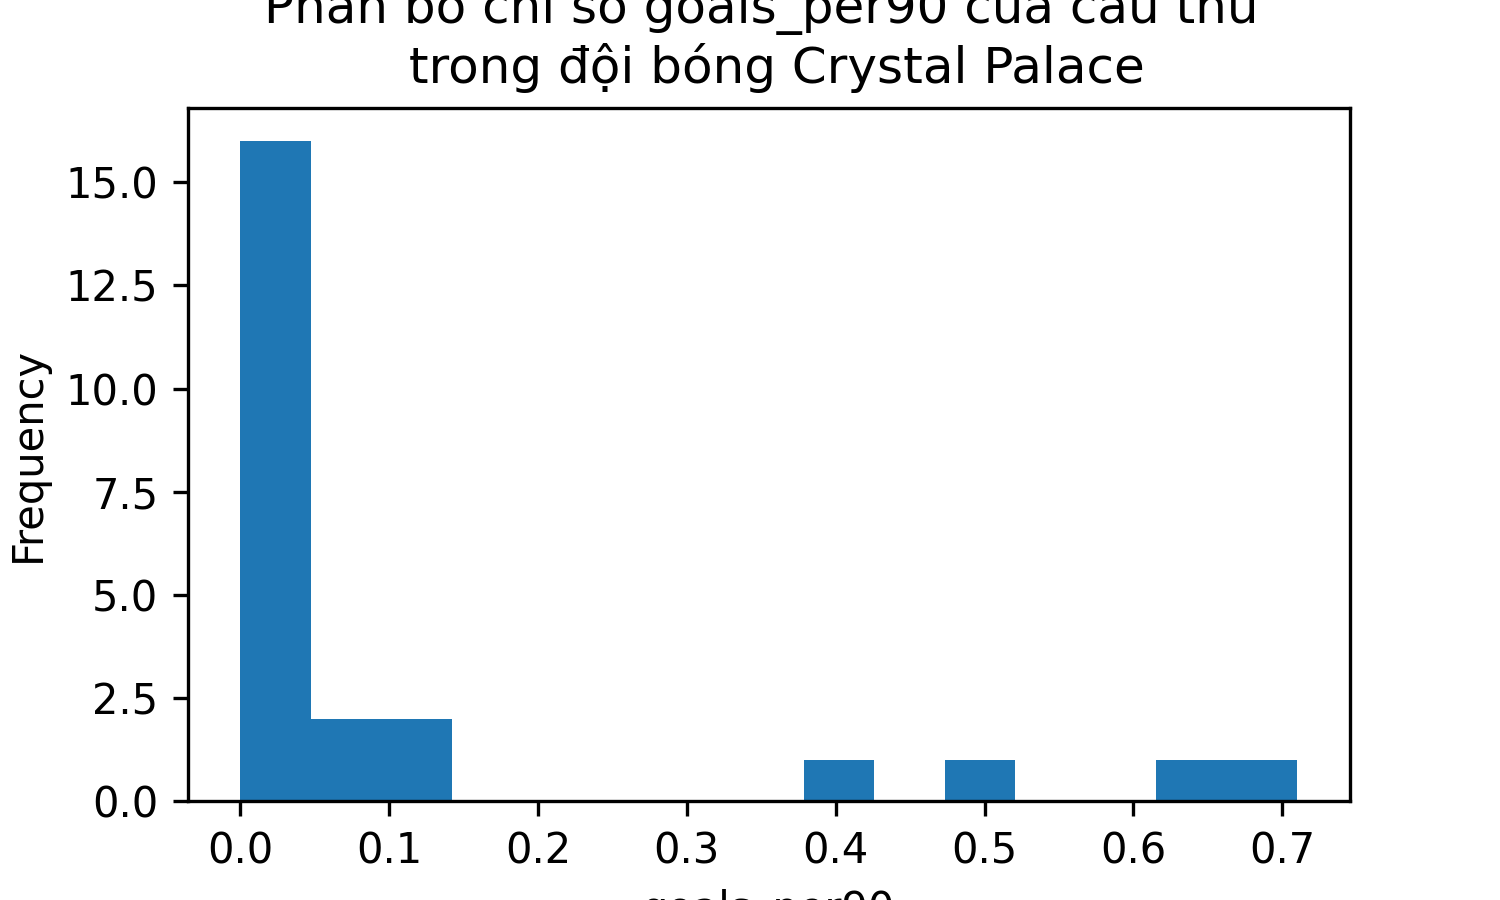 Phân bố chỉ số goals_per90 của cầu thủ
trong đội bóng Crystal Palace
Frequency
15.0
12.5
10.0
7.5
5.0
2.5
0.0
0.0 0.1 0.2 0.3 0.4 0.5 0.6 0.7
goals_per90